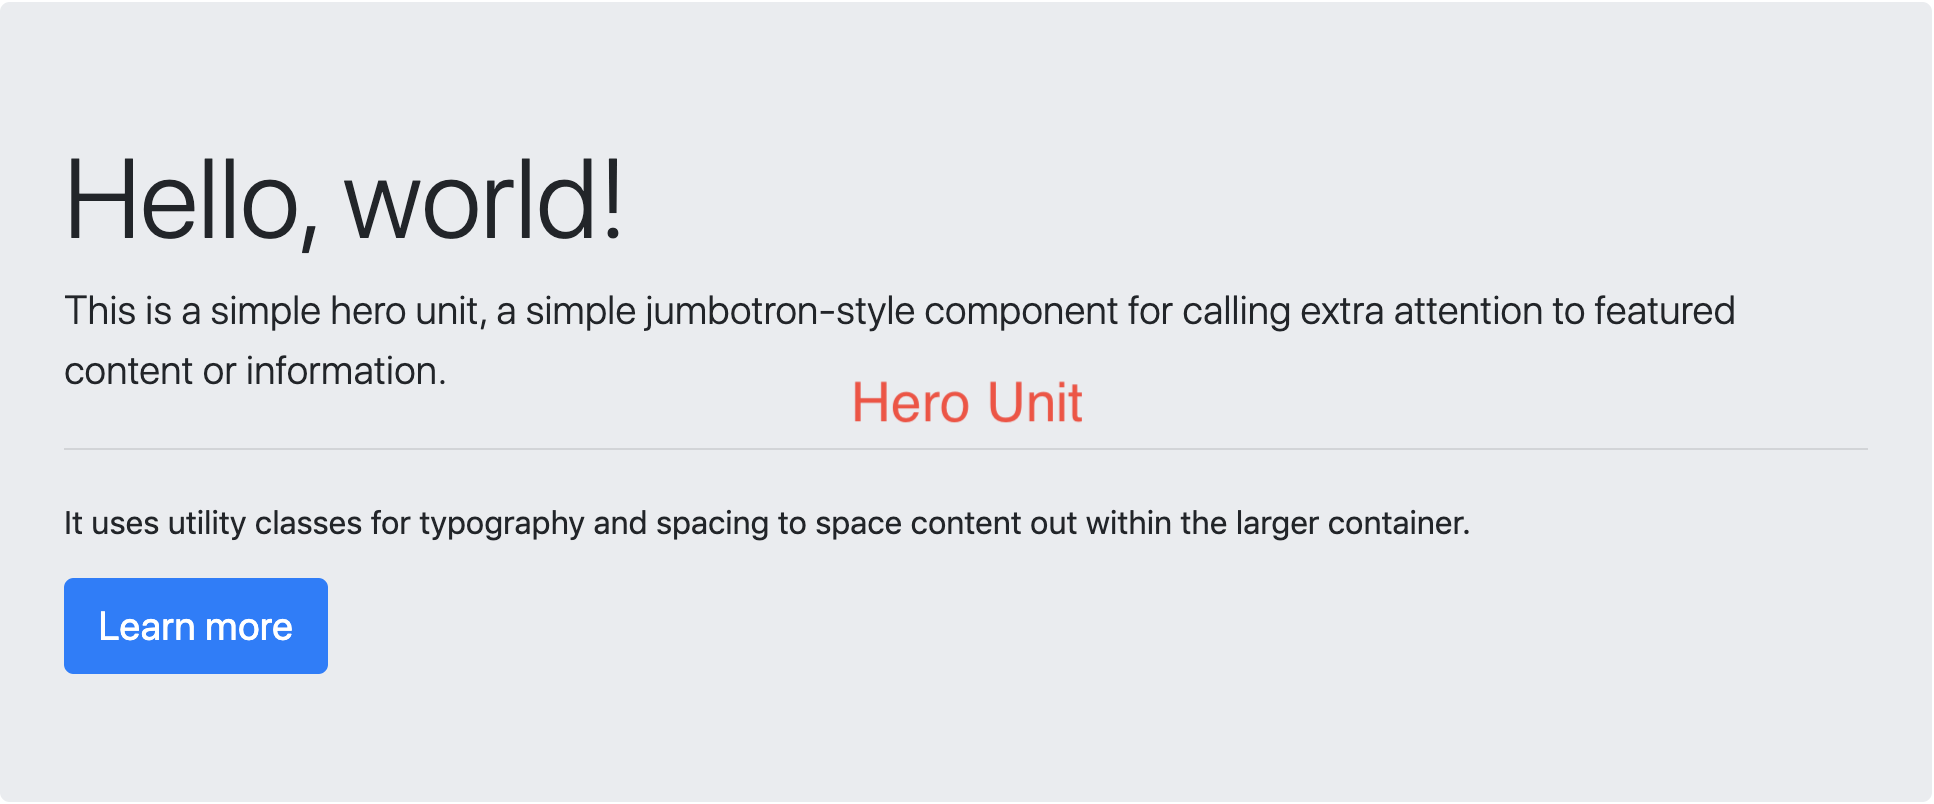 Hello, world!
This is a simple hero unit, a simple jumbotron-style component for calling extra attention to featured
content or information.
Hero Unit
It uses utility classes for typography and spacing to space content out within the larger container.
Learn more